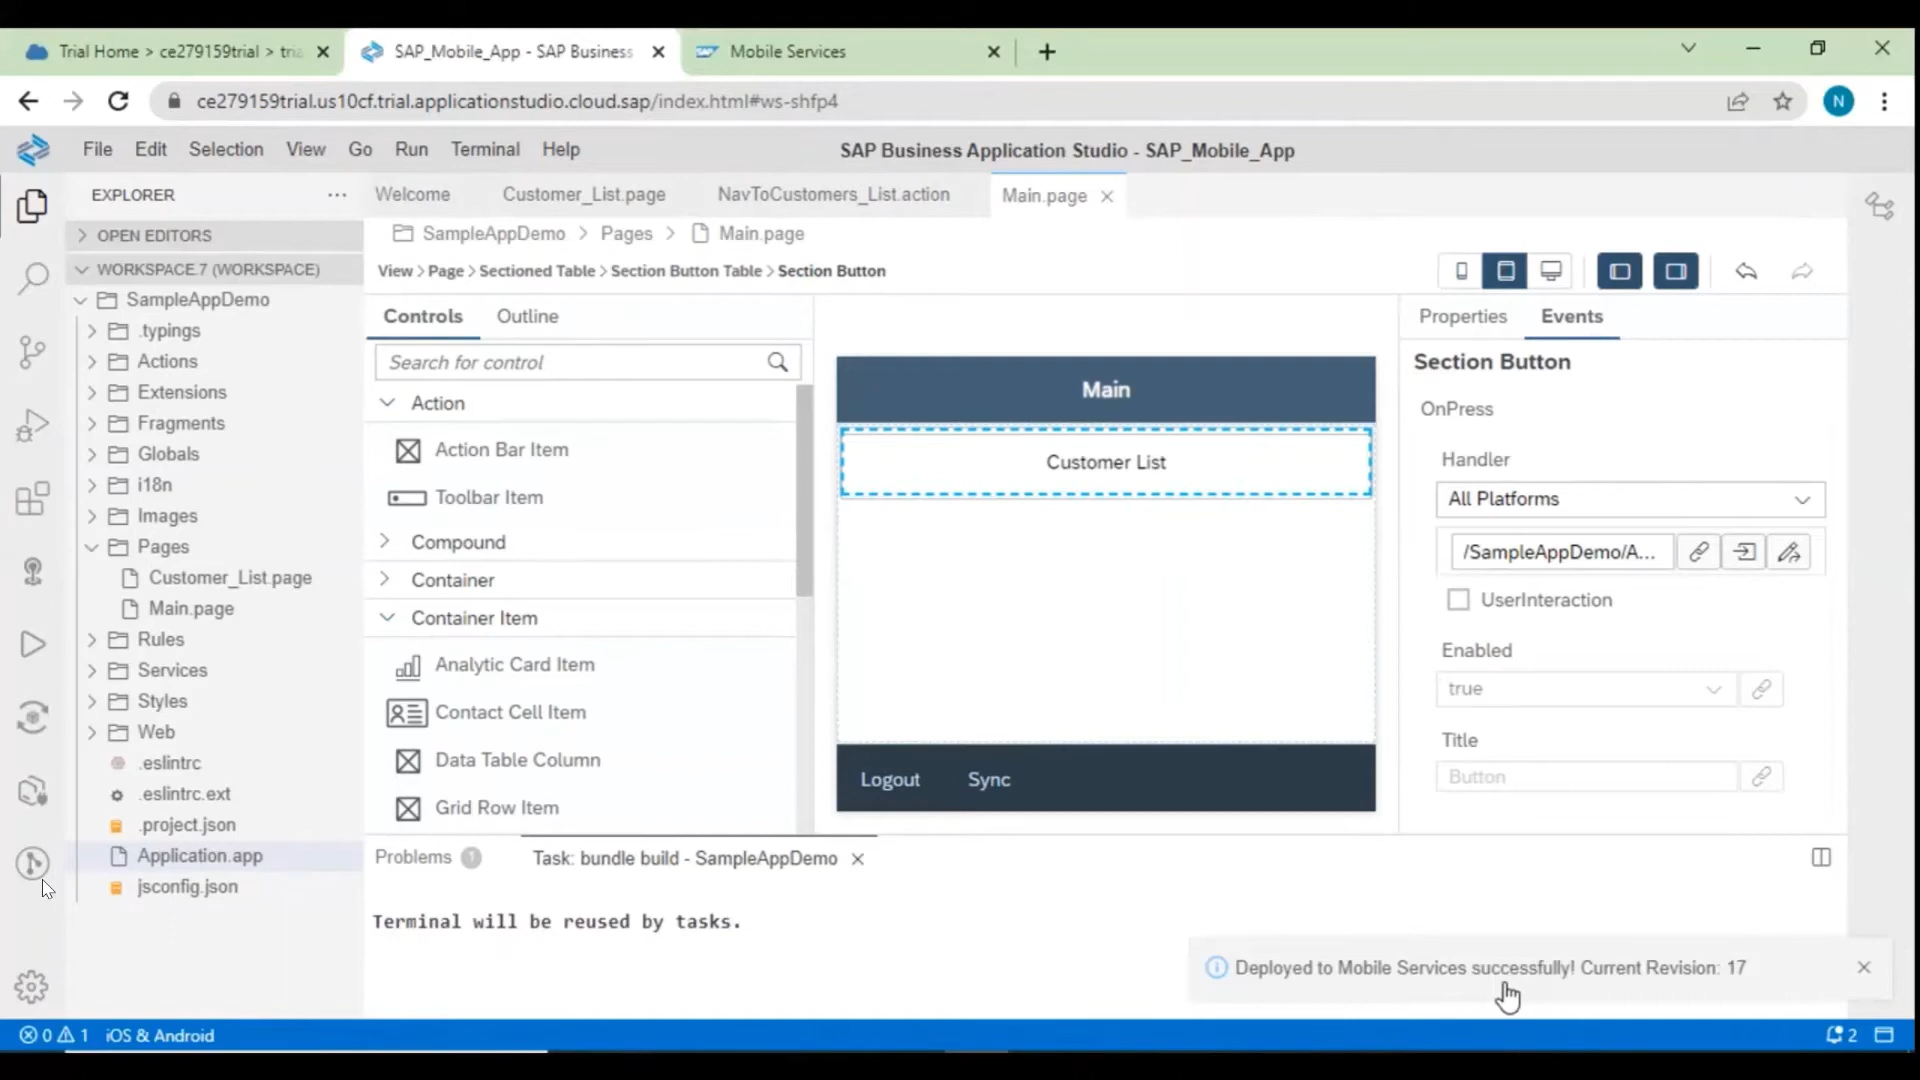 Trial Home > ce279159trial > tria
SAP_Mobile_App - SAP Business
Mobile Services
ce279159trial.us10cf.trial.applicationstudio.cloud.sap/index.html#ws-shfp4
N
File Edit Selection View Go Run Terminal Help
SAP Business Application Studio - SAP_Mobile_App
EXPLORER
Welcome
Customer_List.page
NavToCustomers_List.action
Main.page
OPEN EDITORS
WORKSPACE.7 (WORKSPACE)
SampleAppDemo
.typings
Actions
Extensions
Fragments
Globals
i18n
Images
Pages
Customer_List.page
Main.page
Rules
Services
Styles
Web
.eslintrc
.eslintrc.ext
.project.json
Application.app
jsconfig.json
SampleAppDemo > Pages > Main.page
View > Page > Sectioned Table > Section Button Table > Section Button
Controls
Outline
Search for control
Action
Action Bar Item
Toolbar Item
Compound
Container
Container Item
Analytic Card Item
Contact Cell Item
Data Table Column
Grid Row Item
Main
Customer List
Logout
Sync
Properties
Events
Section Button
OnPress
Handler
All Platforms
/SampleAppDemo/A...
UserInteraction
Enabled
true
Title
Button
Problems 1
Task: bundle build - SampleAppDemo
Terminal will be reused by tasks.
Deployed to Mobile Services successfully! Current Revision: 17
0 1 iOS & Android
2